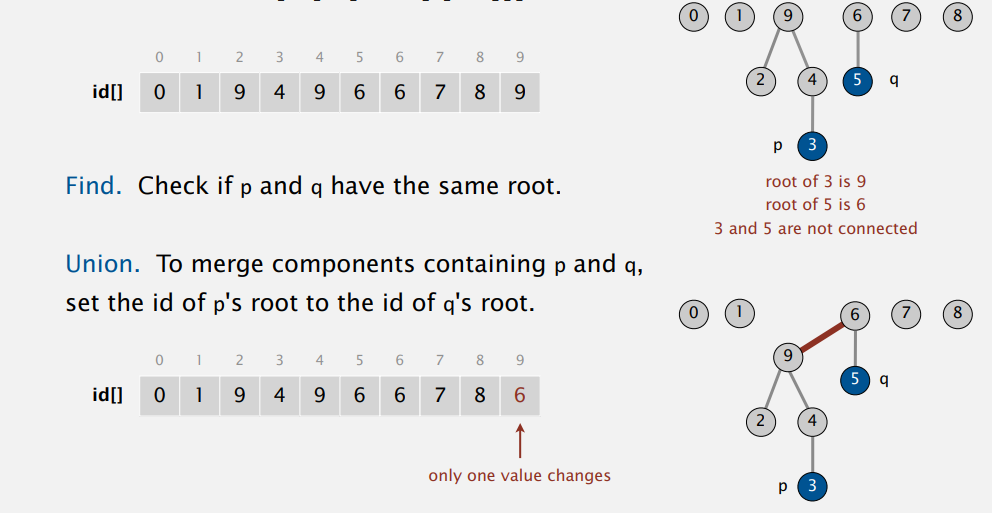 0 1 2 3 4 5 6 7 8 9
id[] 0 1 9 4 9 6 6 7 8 9
Find. Check if p and q have the same root.
Union. To merge components containing p and q,
set the id of p's root to the id of q's root.
0 1 2 3 4 5 6 7 8 9
id[] 0 1 9 4 9 6 6 7 8 6
only one value changes
0 1 9 6 7 8
2 4 5 q
p 3
root of 3 is 9
root of 5 is 6
3 and 5 are not connected
0 1 6 7 8
9
5 q
2 4
p 3